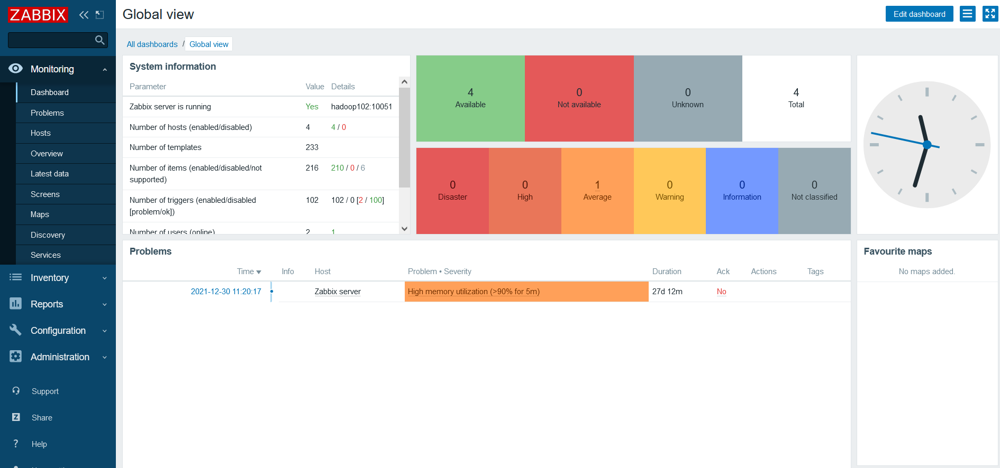 ZABBIX
Monitoring
Dashboard
Problems
Hosts
Overview
Latest data
Screens
Maps
Discovery
Services
Inventory
Reports
Configuration
Administration
Support
Z Share
? Help
Global view
Edit dashboard
All dashboards / Global view
System information
Parameter Value Details
Zabbix server is running Yes hadoop102:10051
Number of hosts (enabled/disabled) 4 4 / 0
Number of templates 233
Number of items (enabled/disabled/not 216 210 / 0 / 6
supported)
Number of triggers (enabled/disabled 102 102 / 0 [2 / 100]
[problem/ok])
Number of users (online) 2 1
4 0 0 4
Available Not available Unknown Total
0 0 1 0 0 0
Disaster High Average Warning Information Not classified
Problems
Time Info Host Problem • Severity Duration Ack Actions Tags
2021-12-30 11:20:17 Zabbix server High memory utilization (>90% for 5m) 27d 12m No
Favourite maps
No maps added.